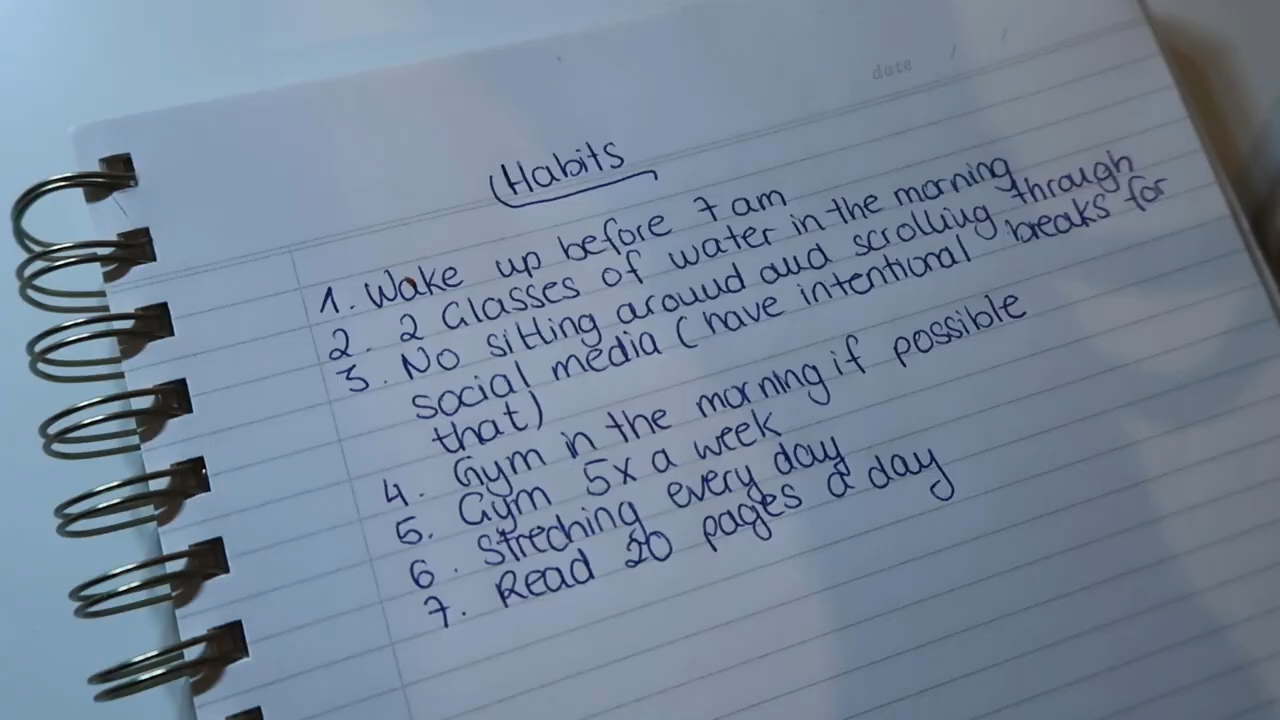 date / /
Habits
1. Wake up before 7 am
2. 2 Glasses of water in the morning
3. No sitting around and scrolling through
social media (have intentional breaks for
that)
4. Gym in the morning if possible
5. Gym 5x a week
6. Streching every day
7. Read 20 pages a day